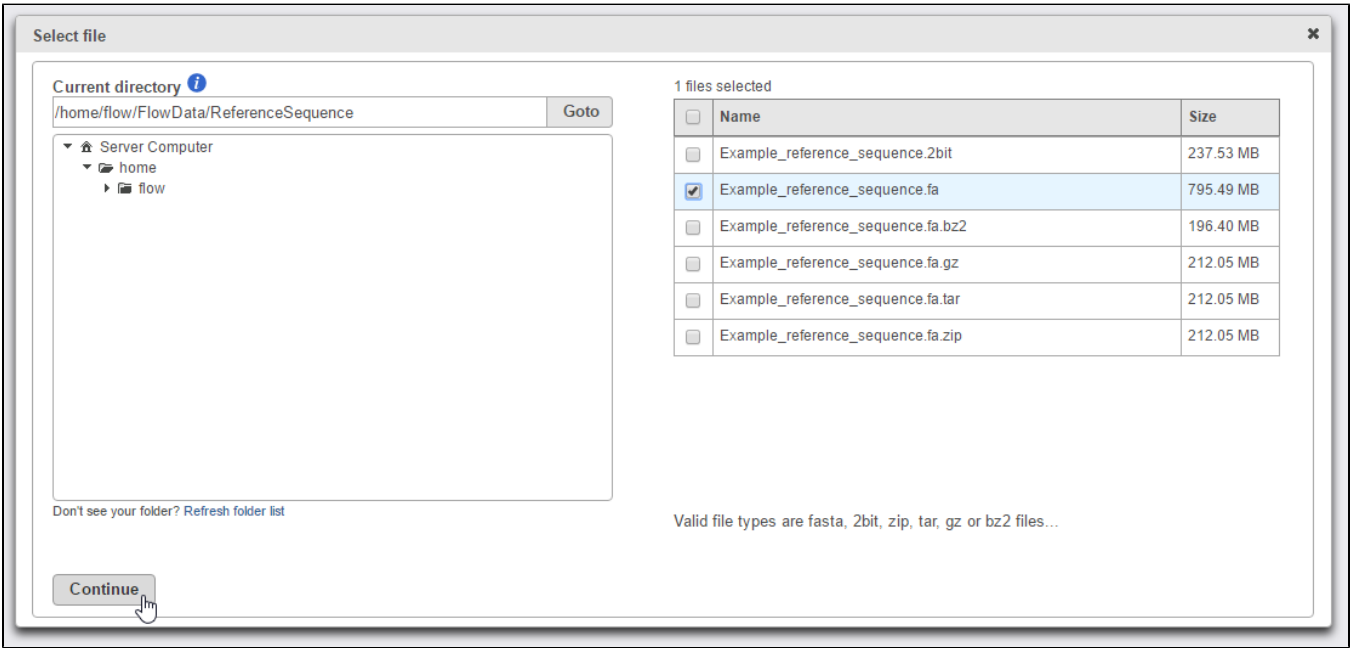 Select file
Current directory
/home/flow/FlowData/ReferenceSequence Goto
Server Computer
home
flow
Don't see your folder? Refresh folder list
Continue
1 files selected
Name Size
Example_reference_sequence.2bit 237.53 MB
Example_reference_sequence.fa 795.49 MB
Example_reference_sequence.fa.bz2 196.40 MB
Example_reference_sequence.fa.gz 212.05 MB
Example_reference_sequence.fa.tar 212.05 MB
Example_reference_sequence.fa.zip 212.05 MB
Valid file types are fasta, 2bit, zip, tar, gz or bz2 files...